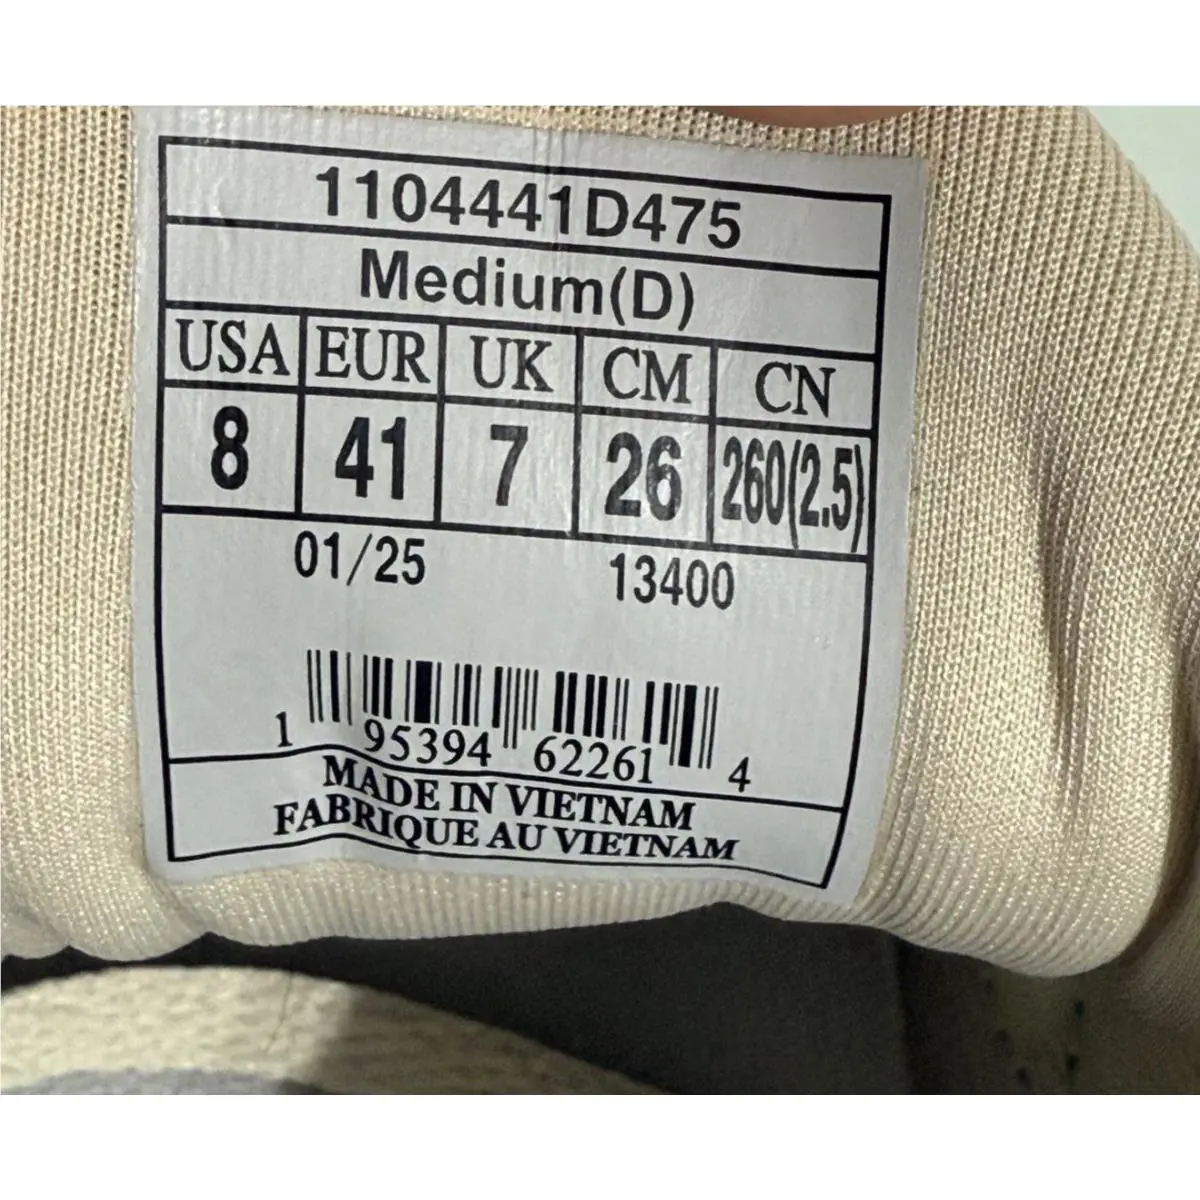 1104441D475
Medium(D)
USA EUR UK CM CN
8 41 7 26 260(2.5)
01/25 13400
1 95394 62261 4
MADE IN VIETNAM
FABRIQUE AU VIETNAM